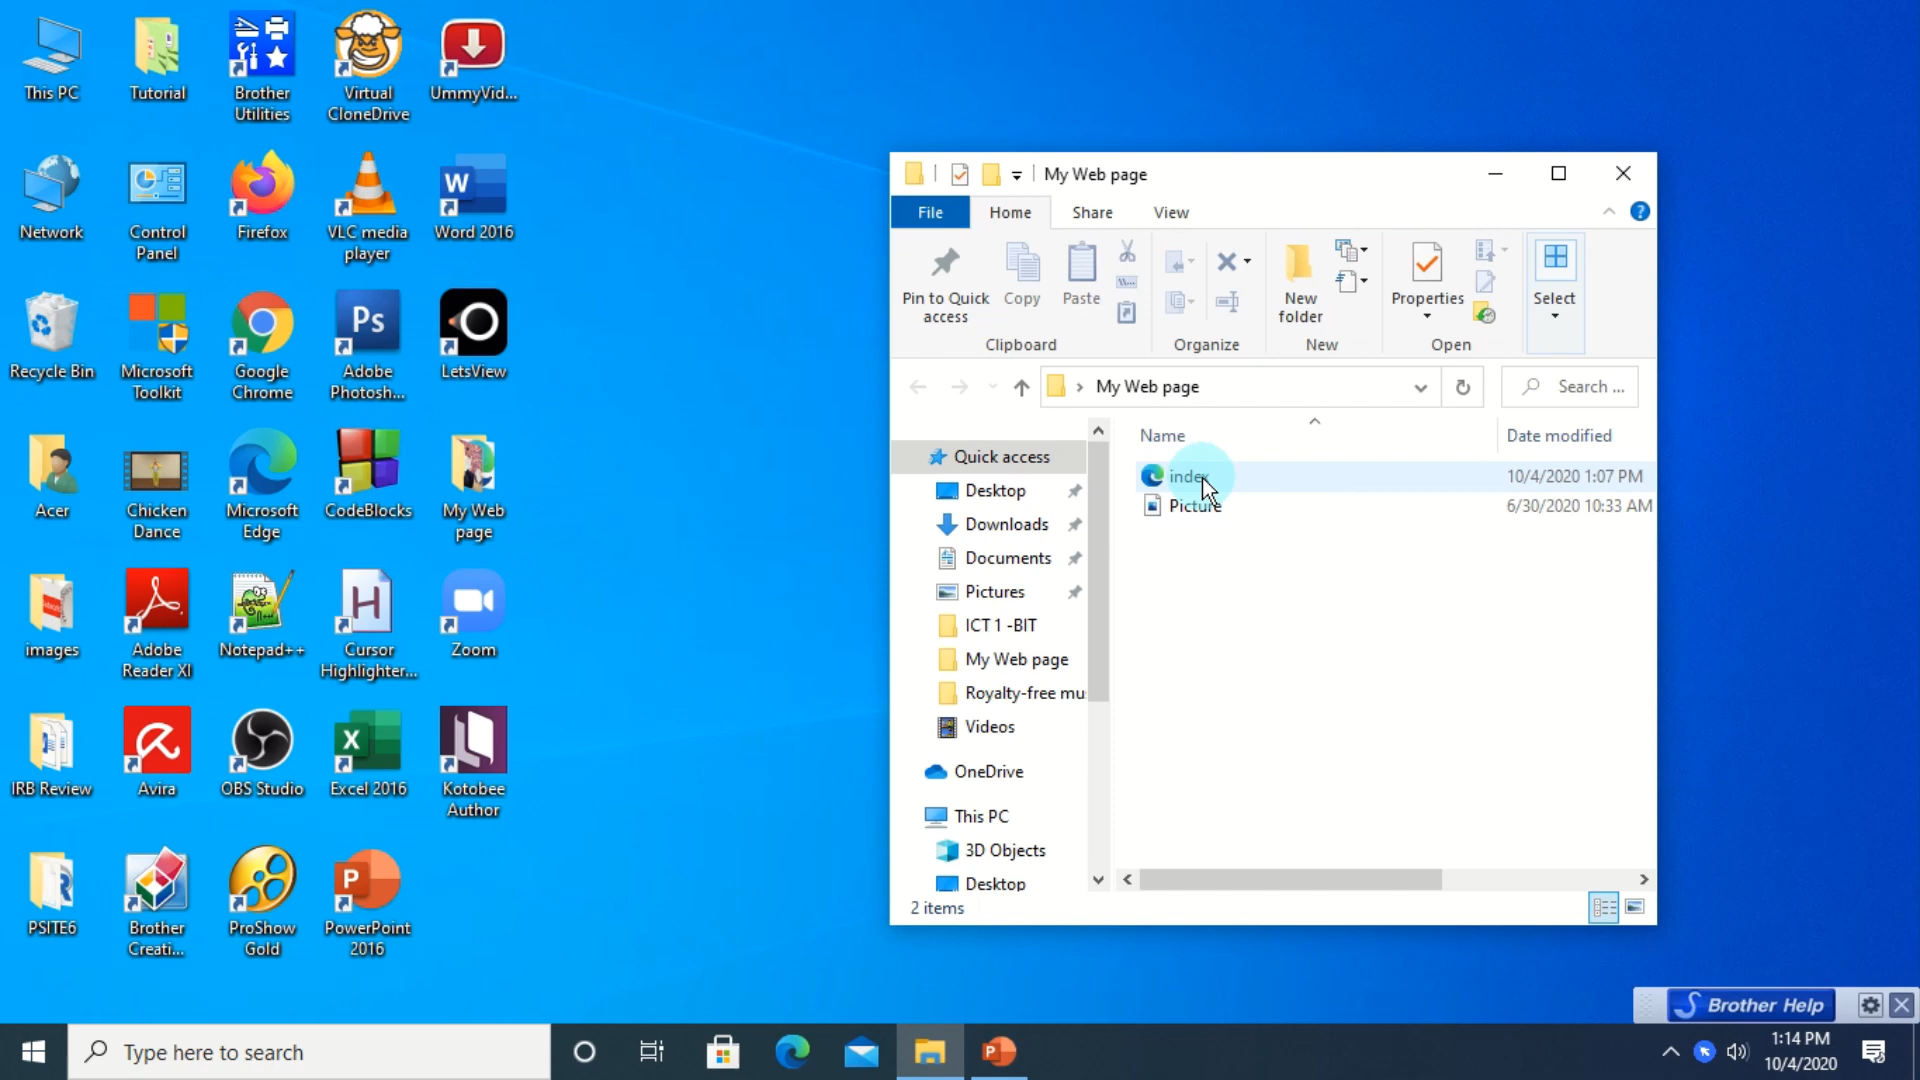 This PC
Tutorial
Brother
Utilities
Virtual
CloneDrive
UmmyVid...
Network
Control
Panel
Firefox
VLC media
player
W
Word 2016
Recycle Bin
Microsoft
Toolkit
Google
Chrome
Ps
Adobe
Photosh...
LetsView
Acer
Chicken
Dance
Microsoft
Edge
CodeBlocks
My Web
page
images
Adobe
Reader XI
Notepad++
H
Cursor
Highlighter...
Zoom
IRB Review
Avira
OBS Studio
X
Excel 2016
Kotobee
Author
PSITE6
Brother
Creati...
ProShow
Gold
P
PowerPoint
2016
My Web page
File
Home
Share
View
?
Pin to Quick
access
Copy
Paste
New
folder
Properties
Select
Clipboard
Organize
New
Open
My Web page
Search ...
Name
Date modified
index
10/4/2020 1:07 PM
Picture
6/30/2020 10:33 AM
Quick access
Desktop
Downloads
Documents
Pictures
ICT 1 -BIT
My Web page
Royalty-free mu
Videos
OneDrive
This PC
3D Objects
Desktop
2 items
Brother Help
Type here to search
P
1:14 PM
10/4/2020